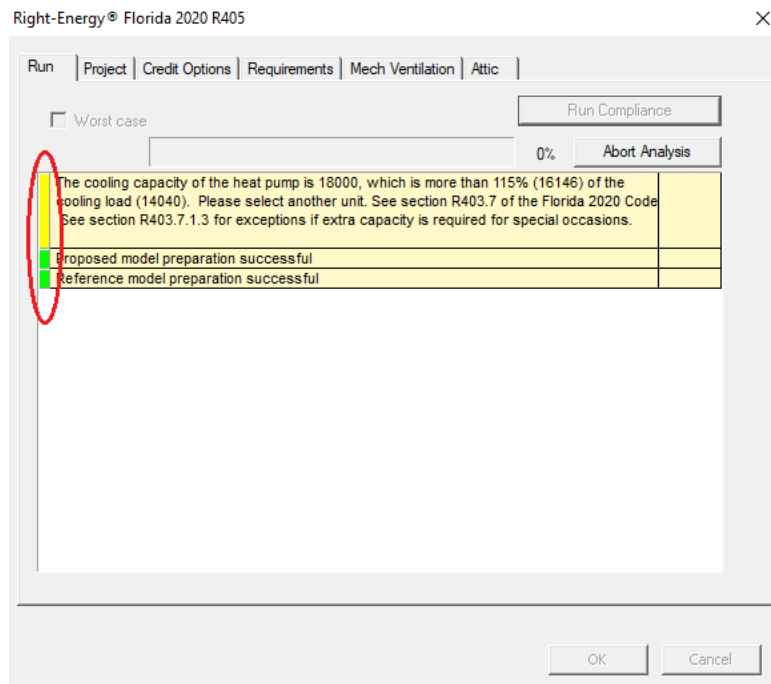 Right-Energy® Florida 2020 R405
Run Project Credit Options Requirements Mech Ventilation Attic
Worst case
Run Compliance
0% Abort Analysis
The cooling capacity of the heat pump is 18000, which is more than 115% (16146) of the
cooling load (14040). Please select another unit. See section R403.7 of the Florida 2020 Code
See section R403.7.1.3 for exceptions if extra capacity is required for special occasions.
Proposed model preparation successful
Reference model preparation successful
OK Cancel